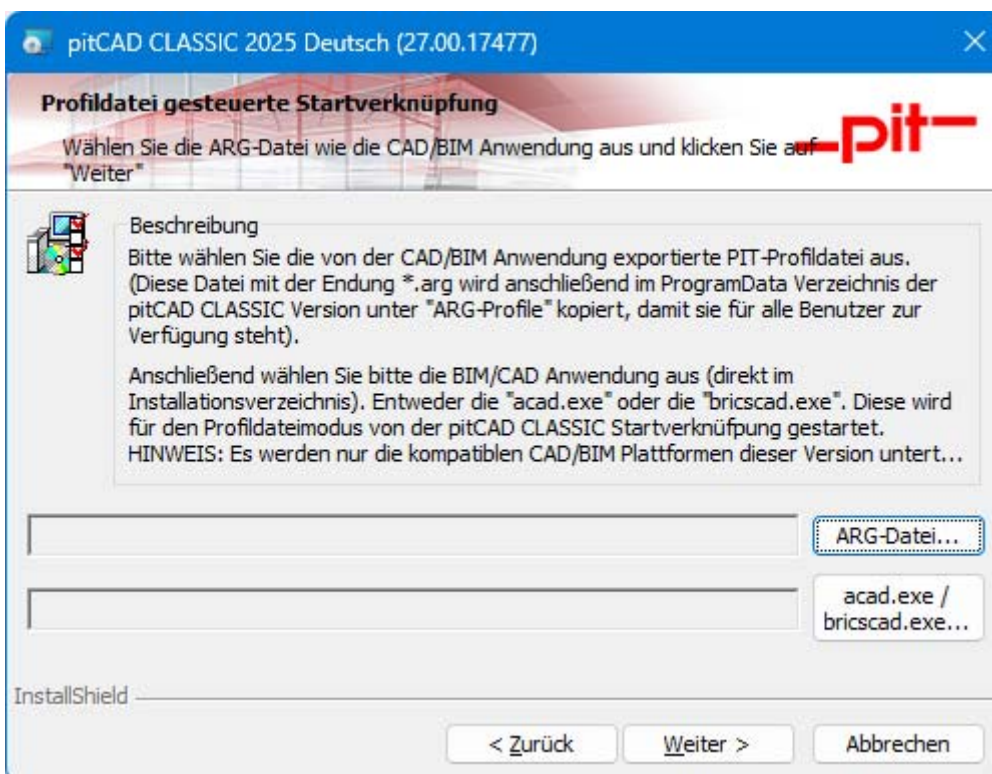 pitCAD CLASSIC 2025 Deutsch (27.00.17477)
Profildatei gesteuerte Startverknüpfung
Wählen Sie die ARG-Datei wie die CAD/BIM Anwendung aus und klicken Sie auf
"Weiter"
pit
Beschreibung
Bitte wählen Sie die von der CAD/BIM Anwendung exportierte PIT-Profildatei aus.
(Diese Datei mit der Endung *.arg wird anschließend im ProgramData Verzeichnis der
pitCAD CLASSIC Version unter "ARG-Profile" kopiert, damit sie für alle Benutzer zur
Verfügung steht).
Anschließend wählen Sie bitte die BIM/CAD Anwendung aus (direkt im
Installationsverzeichnis). Entweder die "acad.exe" oder die "bricscad.exe". Diese wird
für den Profildateimodus von der pitCAD CLASSIC Startverknüfpung gestartet.
HINWEIS: Es werden nur die kompatiblen CAD/BIM Plattformen dieser Version untert...
ARG-Datei...
acad.exe /
bricscad.exe...
InstallShield
< Zurück
Weiter >
Abbrechen